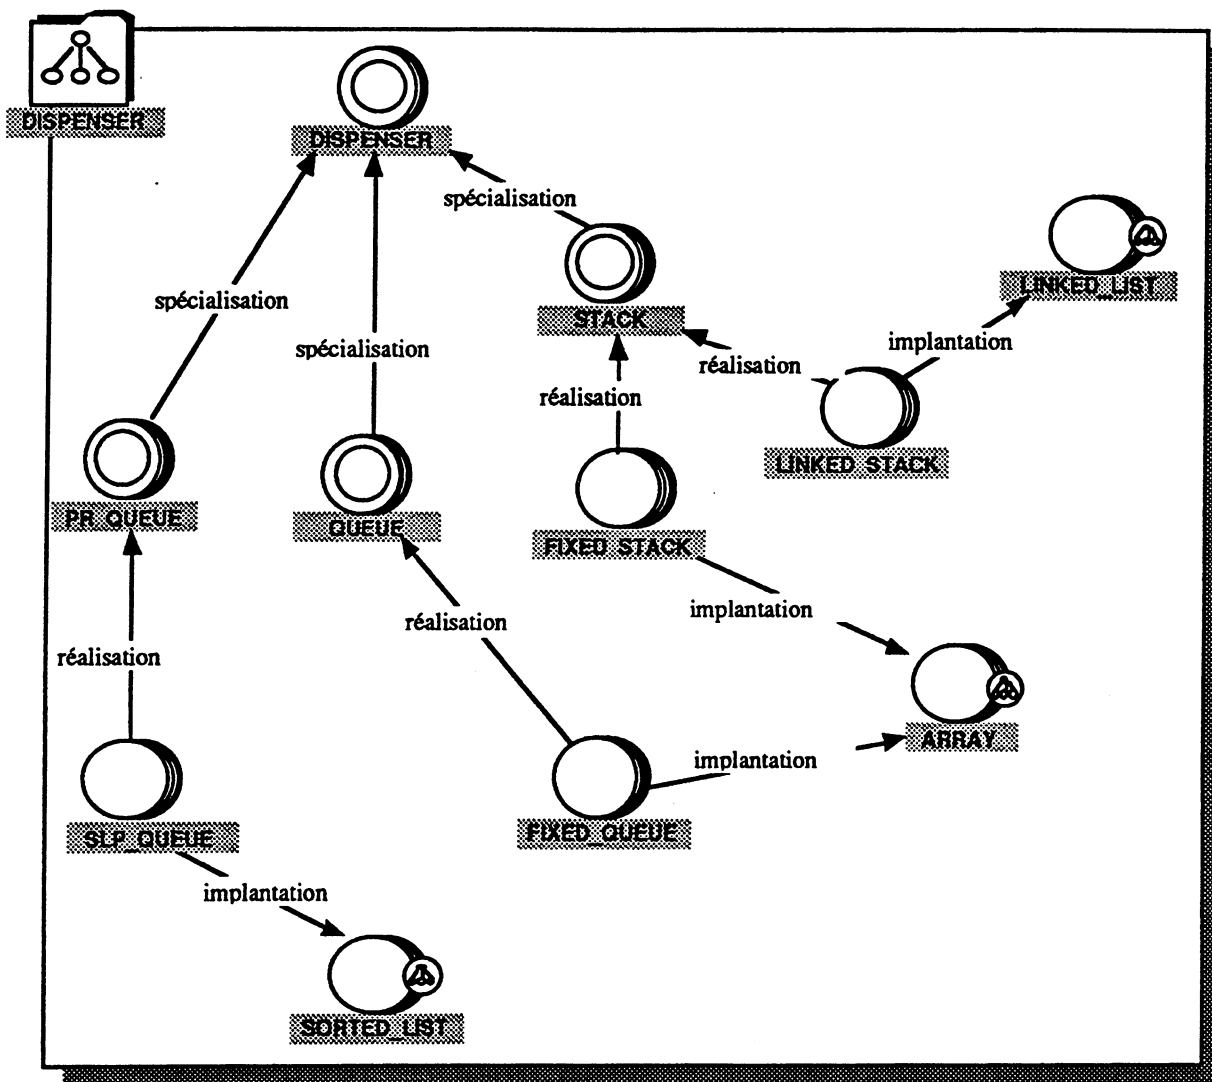 DISPENSER
DISPENSER
spécialisation
spécialisation
spécialisation
STACK
LINKED_LIST
implantation
réalisation
réalisation
LINKED_STACK
PR_QUEUE
QUEUE
FIXED_STACK
implantation
réalisation
réalisation
ARRAY
implantation
SLP_QUEUE
FIXED_QUEUE
implantation
SORTED_LIST